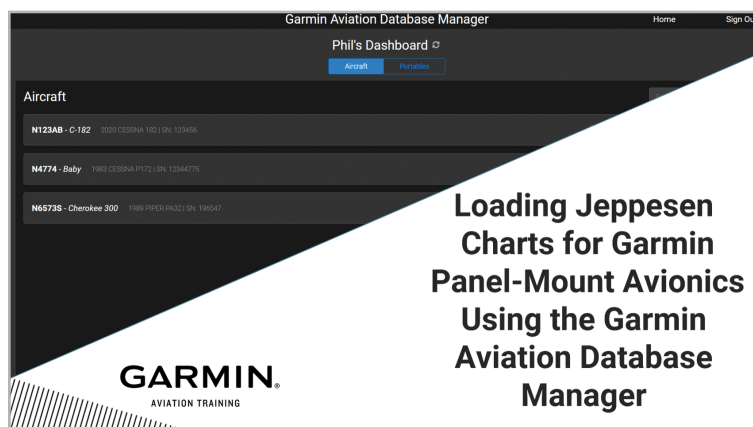 Garmin Aviation Database Manager
Home
Sign Ou
Phil's Dashboard
Aircraft
Portables
Aircraft
N123AB - C-182 2020 CESSNA 182 | SN: 123456
N4774 - Baby 1983 CESSNA P172 | SN: 12344775
N6573S - Cherokee 300 1989 PIPER PA32 | SN: 196547
Loading Jeppesen
Charts for Garmin
Panel-Mount Avionics
Using the Garmin
Aviation Database
Manager
GARMIN®
AVIATION TRAINING